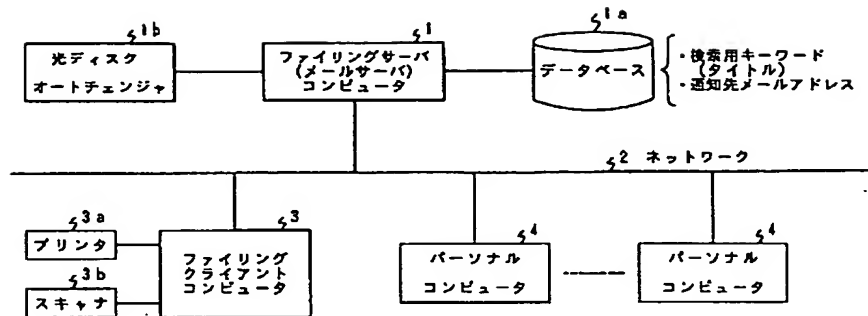 1b
光ディスク
オートチェンジャ
1
ファイリングサーバ
(メールサーバ)
コンピュータ
1a
データベース
・検索用キーワード
(タイトル)
・通知先メールアドレス
2 ネットワーク
3a
プリンタ
3b
スキャナ
3
ファイリング
クライアント
コンピュータ
4
パーソナル
コンピュータ
4
パーソナル
コンピュータ